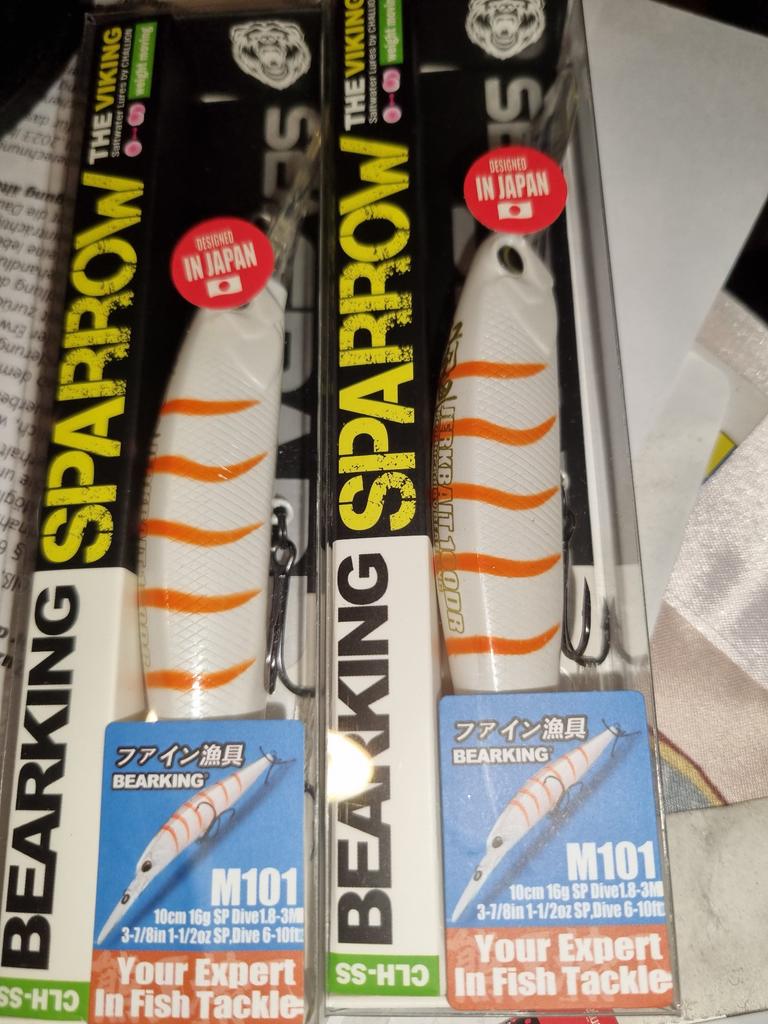 THE VIKING
Saltwater Lures by CHALLION
weight moving
SPARROW
BEARKING
CLH-SS
DESIGNED
IN JAPAN
ファイン漁具
BEARKING®
M101
10cm 16g SP Dive1.8-3M
3-7/8in 1-1/2oz SP,Dive 6-10ft
Your Expert
In Fish Tackle
THE VIKING
Saltwater Lures by CHALLION
weight moving
SPARROW
BEARKING
CLH-SS
DESIGNED
IN JAPAN
JERKBAIT 100DR
ファイン漁具
BEARKING®
M101
10cm 16g SP Dive1.8-3M
3-7/8in 1-1/2oz SP,Dive 6-10ft
Your Expert
In Fish Tackle